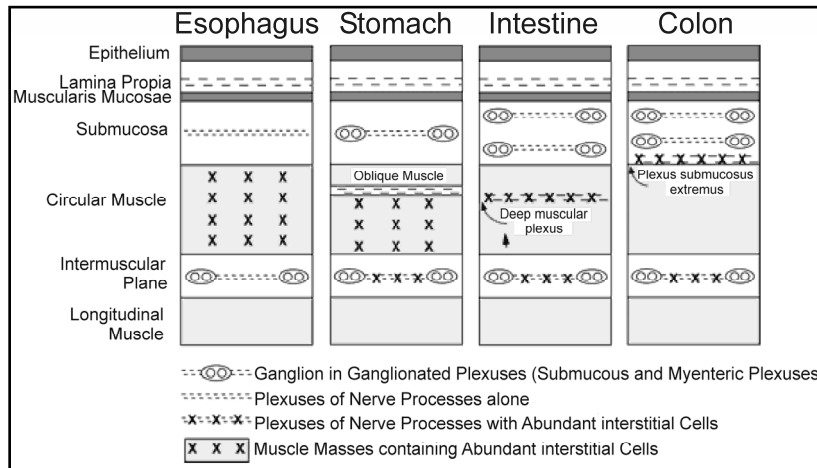 Esophagus Stomach Intestine Colon
Epithelium
Lamina Propia
Muscularis Mucosae
Submucosa
Oblique Muscle
Plexus submucosus
extremus
Circular Muscle
Deep muscular
plexus
Intermuscular
Plane
Longitudinal
Muscle
Ganglion in Ganglionated Plexuses (Submucous and Myenteric Plexuses
Plexuses of Nerve Processes alone
Plexuses of Nerve Processes with Abundant interstitial Cells
Muscle Masses containing Abundant interstitial Cells